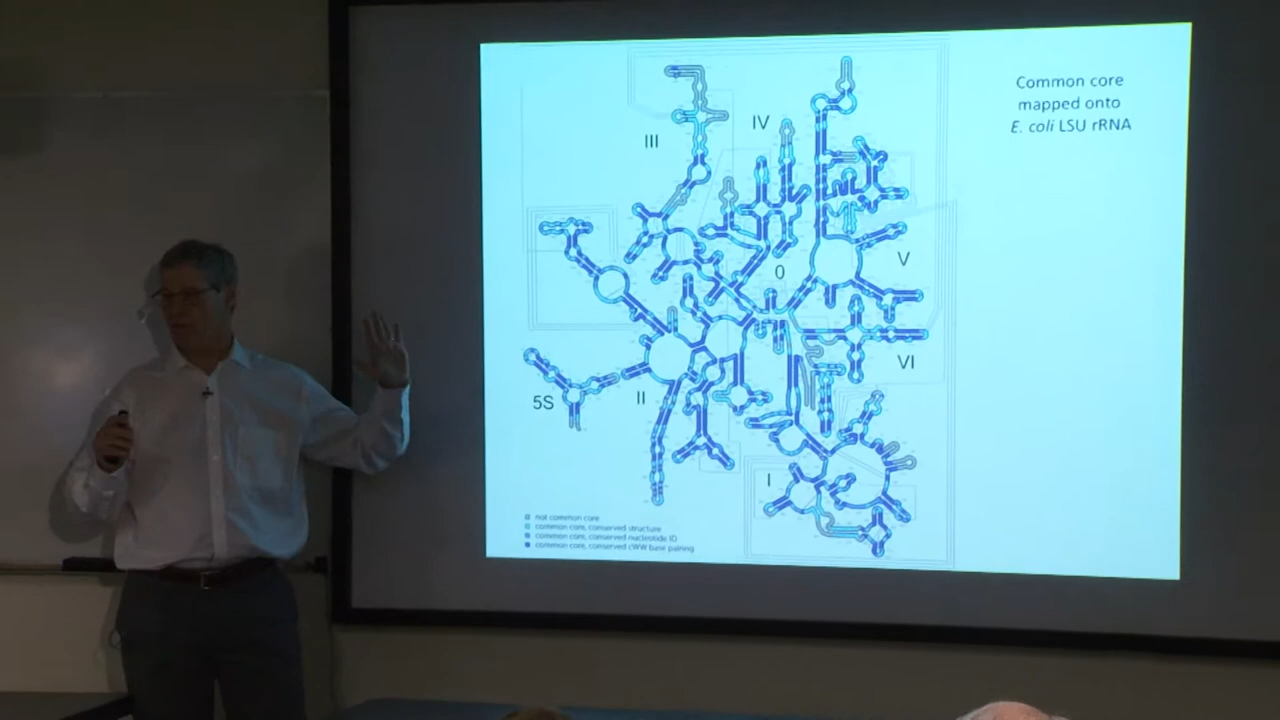 Common core
mapped onto
E. coli LSU rRNA
III
IV
0
V
VI
5S
II
I
not common core
common core, conserved structure
common core, conserved nucleotide ID
common core, conserved cWW base pairing